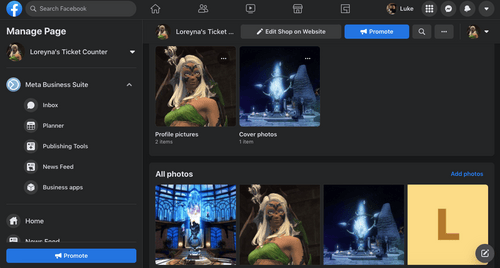 Search Facebook
Luke
Manage Page
Loreyna's Ticket Counter
Loreyna's Ticket ...
Edit Shop on Website
Promote
Meta Business Suite
Inbox
Planner
Publishing Tools
News Feed
Business apps
Home
News Feed
Promote
Profile pictures
2 items
Cover photos
1 item
All photos
Add photos
L